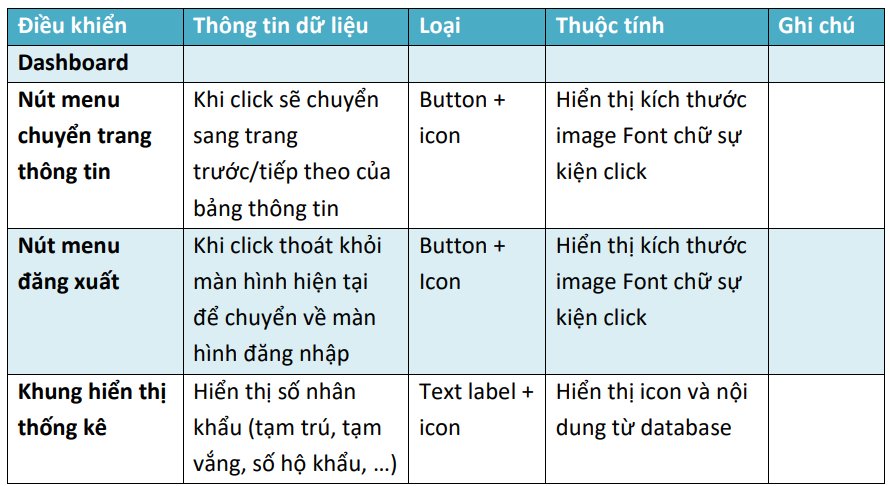 Điều khiển Thông tin dữ liệu Loại Thuộc tính Ghi chú
Dashboard
Nút menu
chuyển trang
thông tin
Khi click sẽ chuyển
sang trang
trước/tiếp theo của
bảng thông tin
Button +
icon
Hiển thị kích thước
image Font chữ sự
kiện click
Nút menu
đăng xuất
Khi click thoát khỏi
màn hình hiện tại
để chuyển về màn
hình đăng nhập
Button +
Icon
Hiển thị kích thước
image Font chữ sự
kiện click
Khung hiển thị
thống kê
Hiển thị số nhân
khẩu (tạm trú, tạm
vắng, số hộ khẩu, ...)
Text label +
icon
Hiển thị icon và nội
dung từ database